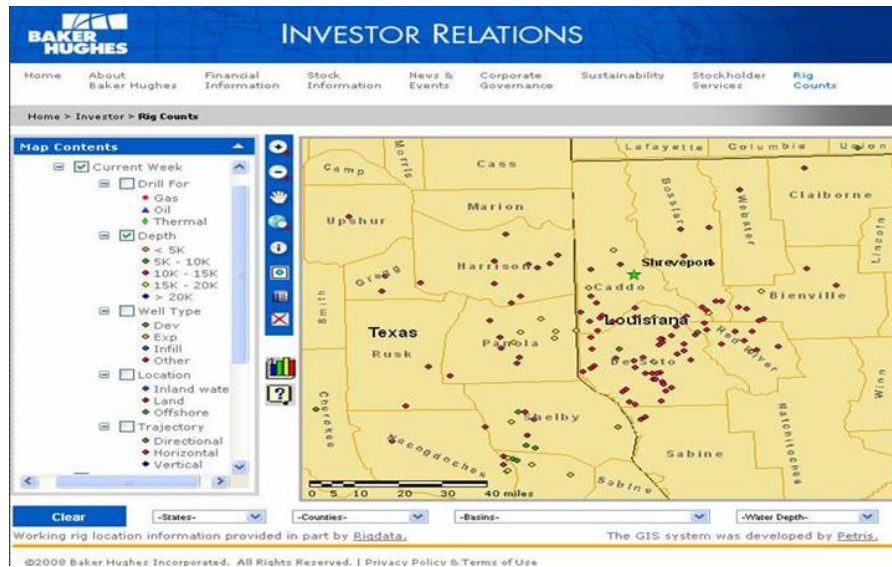 BAKER
HUGHES
INVESTOR RELATIONS
Home About Baker Hughes Financial Information Stock Information News & Events Corporate Governance Sustainability Stockholder Services Rig Counts
Home > Investor > Rig Counts
Map Contents
Current Week
Drill For
Gas
Oil
Thermal
Depth
< 5K
5K - 10K
10K - 15K
15K - 20K
> 20K
Well Type
Dev
Exp
Infill
Other
Location
Inland wate
Land
Offshore
Trajectory
Directional
Horizontal
Vertical
Lafayette Columbia Union
Camp Morris Cass
Bossier Webster Claiborne
Upshur Marion
Lincoln
Gregg Harrison Shreveport
Caddo Bienville
Smith
Texas Louisiana
Rusk Panola De Soto Red River
Winn
Cherokee Shelby
Nacogdoches Sabine Natchitoches
Sabine
0 5 10 20 30 40 miles
Clear -States- -Counties- -Basins- -Water Depth-
Working rig location information provided in part by Rigdata. The GIS system was developed by Petris.
©2008 Baker Hughes Incorporated. All Rights Reserved. | Privacy Policy & Terms of Use